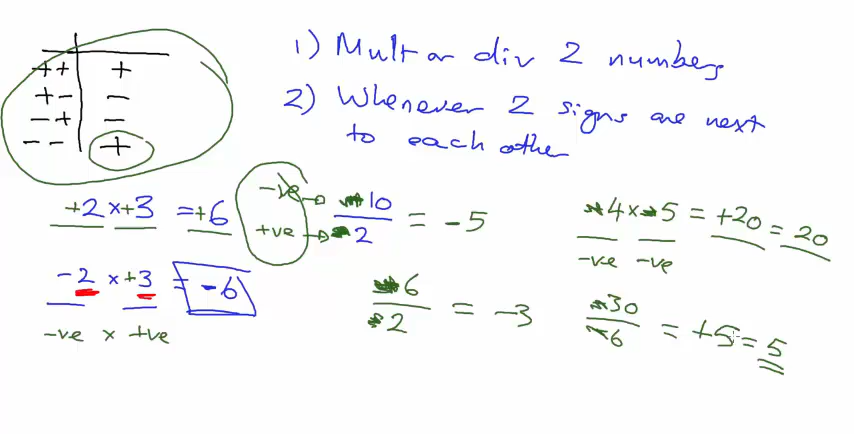 ++ +
+- -
-+ -
-- +
1) Mult or div 2 numbers
2) Whenever 2 signs are next
to each other
+2 x +3 = +6
-2 x +3 = -6
-ve x +ve
-ve
+ve
10
2
= -5
6
2
= -3
-4 x -5 = +20 = 20
-ve -ve
-30
-6
= +5 = 5